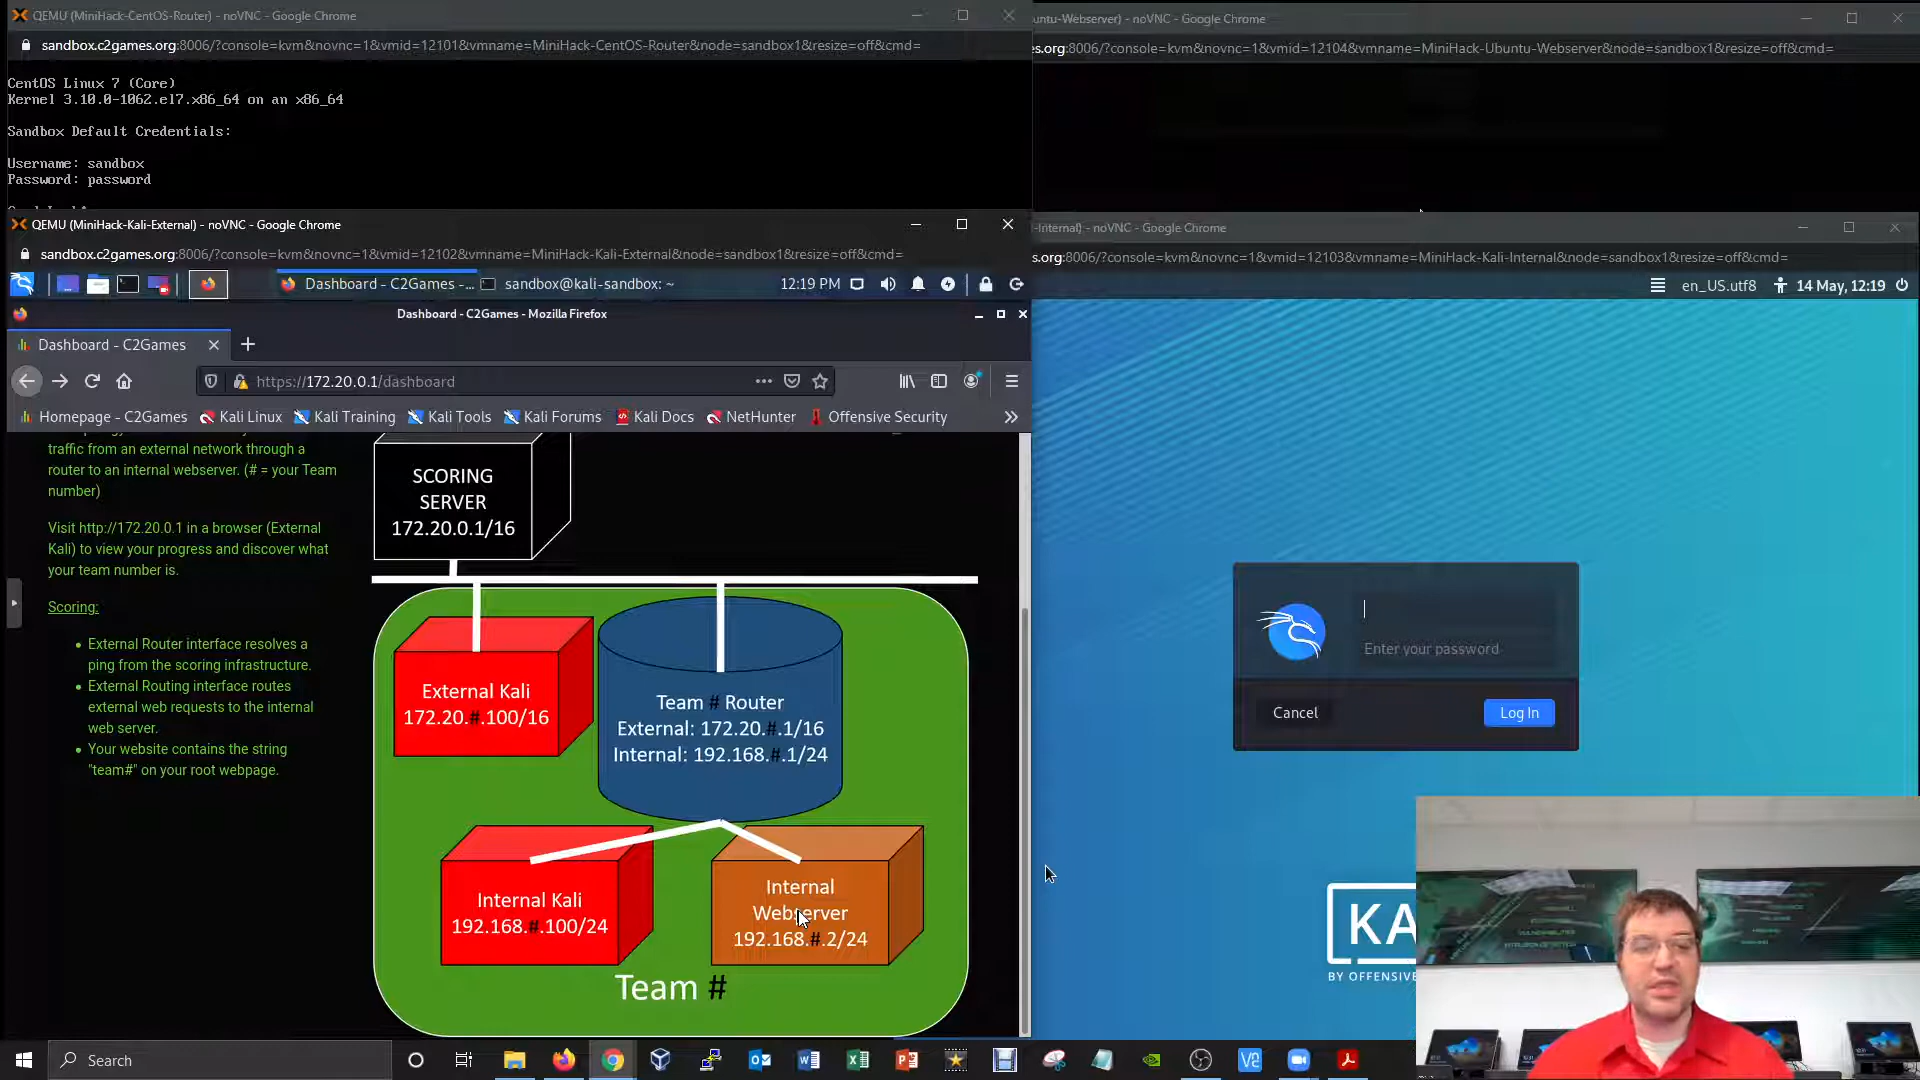 QEMU (MiniHack-CentOS-Router) - noVNC - Google Chrome
sandbox.c2games.org:8006/?console=kvm&novnc=1&vmid=12101&vmname=MiniHack-CentOS-Router&node=sandbox1&resize=off&cmd=
CentOS Linux 7 (Core)
Kernel 3.10.0-1062.el7.x86_64 on an x86_64
Sandbox Default Credentials:
Username: sandbox
Password: password
untu-Webserver) - noVNC - Google Chrome
es.org:8006/?console=kvm&novnc=1&vmid=12104&vmname=MiniHack-Ubuntu-Webserver&node=sandbox1&resize=off&cmd=
QEMU (MiniHack-Kali-External) - noVNC - Google Chrome
sandbox.c2games.org:8006/?console=kvm&novnc=1&vmid=12102&vmname=MiniHack-Kali-External&node=sandbox1&resize=off&cmd=
Dashboard - C2Games -...
sandbox@kali-sandbox: ~
12:19 PM
Dashboard - C2Games - Mozilla Firefox
Dashboard - C2Games
https://172.20.0.1/dashboard
Homepage - C2Games
Kali Linux
Kali Training
Kali Tools
Kali Forums
Kali Docs
NetHunter
Offensive Security
traffic from an external network through a
router to an internal webserver. (# = your Team
number)
Visit http://172.20.0.1 in a browser (External
Kali) to view your progress and discover what
your team number is.
Scoring:
External Router interface resolves a
ping from the scoring infrastructure.
External Routing interface routes
external web requests to the internal
web server.
Your website contains the string
"team#" on your root webpage.
SCORING
SERVER
172.20.0.1/16
External Kali
172.20.#.100/16
Team # Router
External: 172.20.#.1/16
Internal: 192.168.#.1/24
Internal Kali
192.168.#.100/24
Internal
Webserver
192.168.#.2/24
Team #
-Internal) - noVNC - Google Chrome
es.org:8006/?console=kvm&novnc=1&vmid=12103&vmname=MiniHack-Kali-Internal&node=sandbox1&resize=off&cmd=
en_US.utf8
14 May, 12:19
Enter your password
Cancel
Log In
KA
BY OFFENSIVE
Search